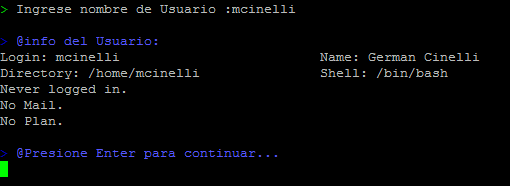 > Ingrese nombre de Usuario :mcinelli
> @info del Usuario:
Login: mcinelli Name: German Cinelli
Directory: /home/mcinelli Shell: /bin/bash
Never logged in.
No Mail.
No Plan.
> @Presione Enter para continuar...